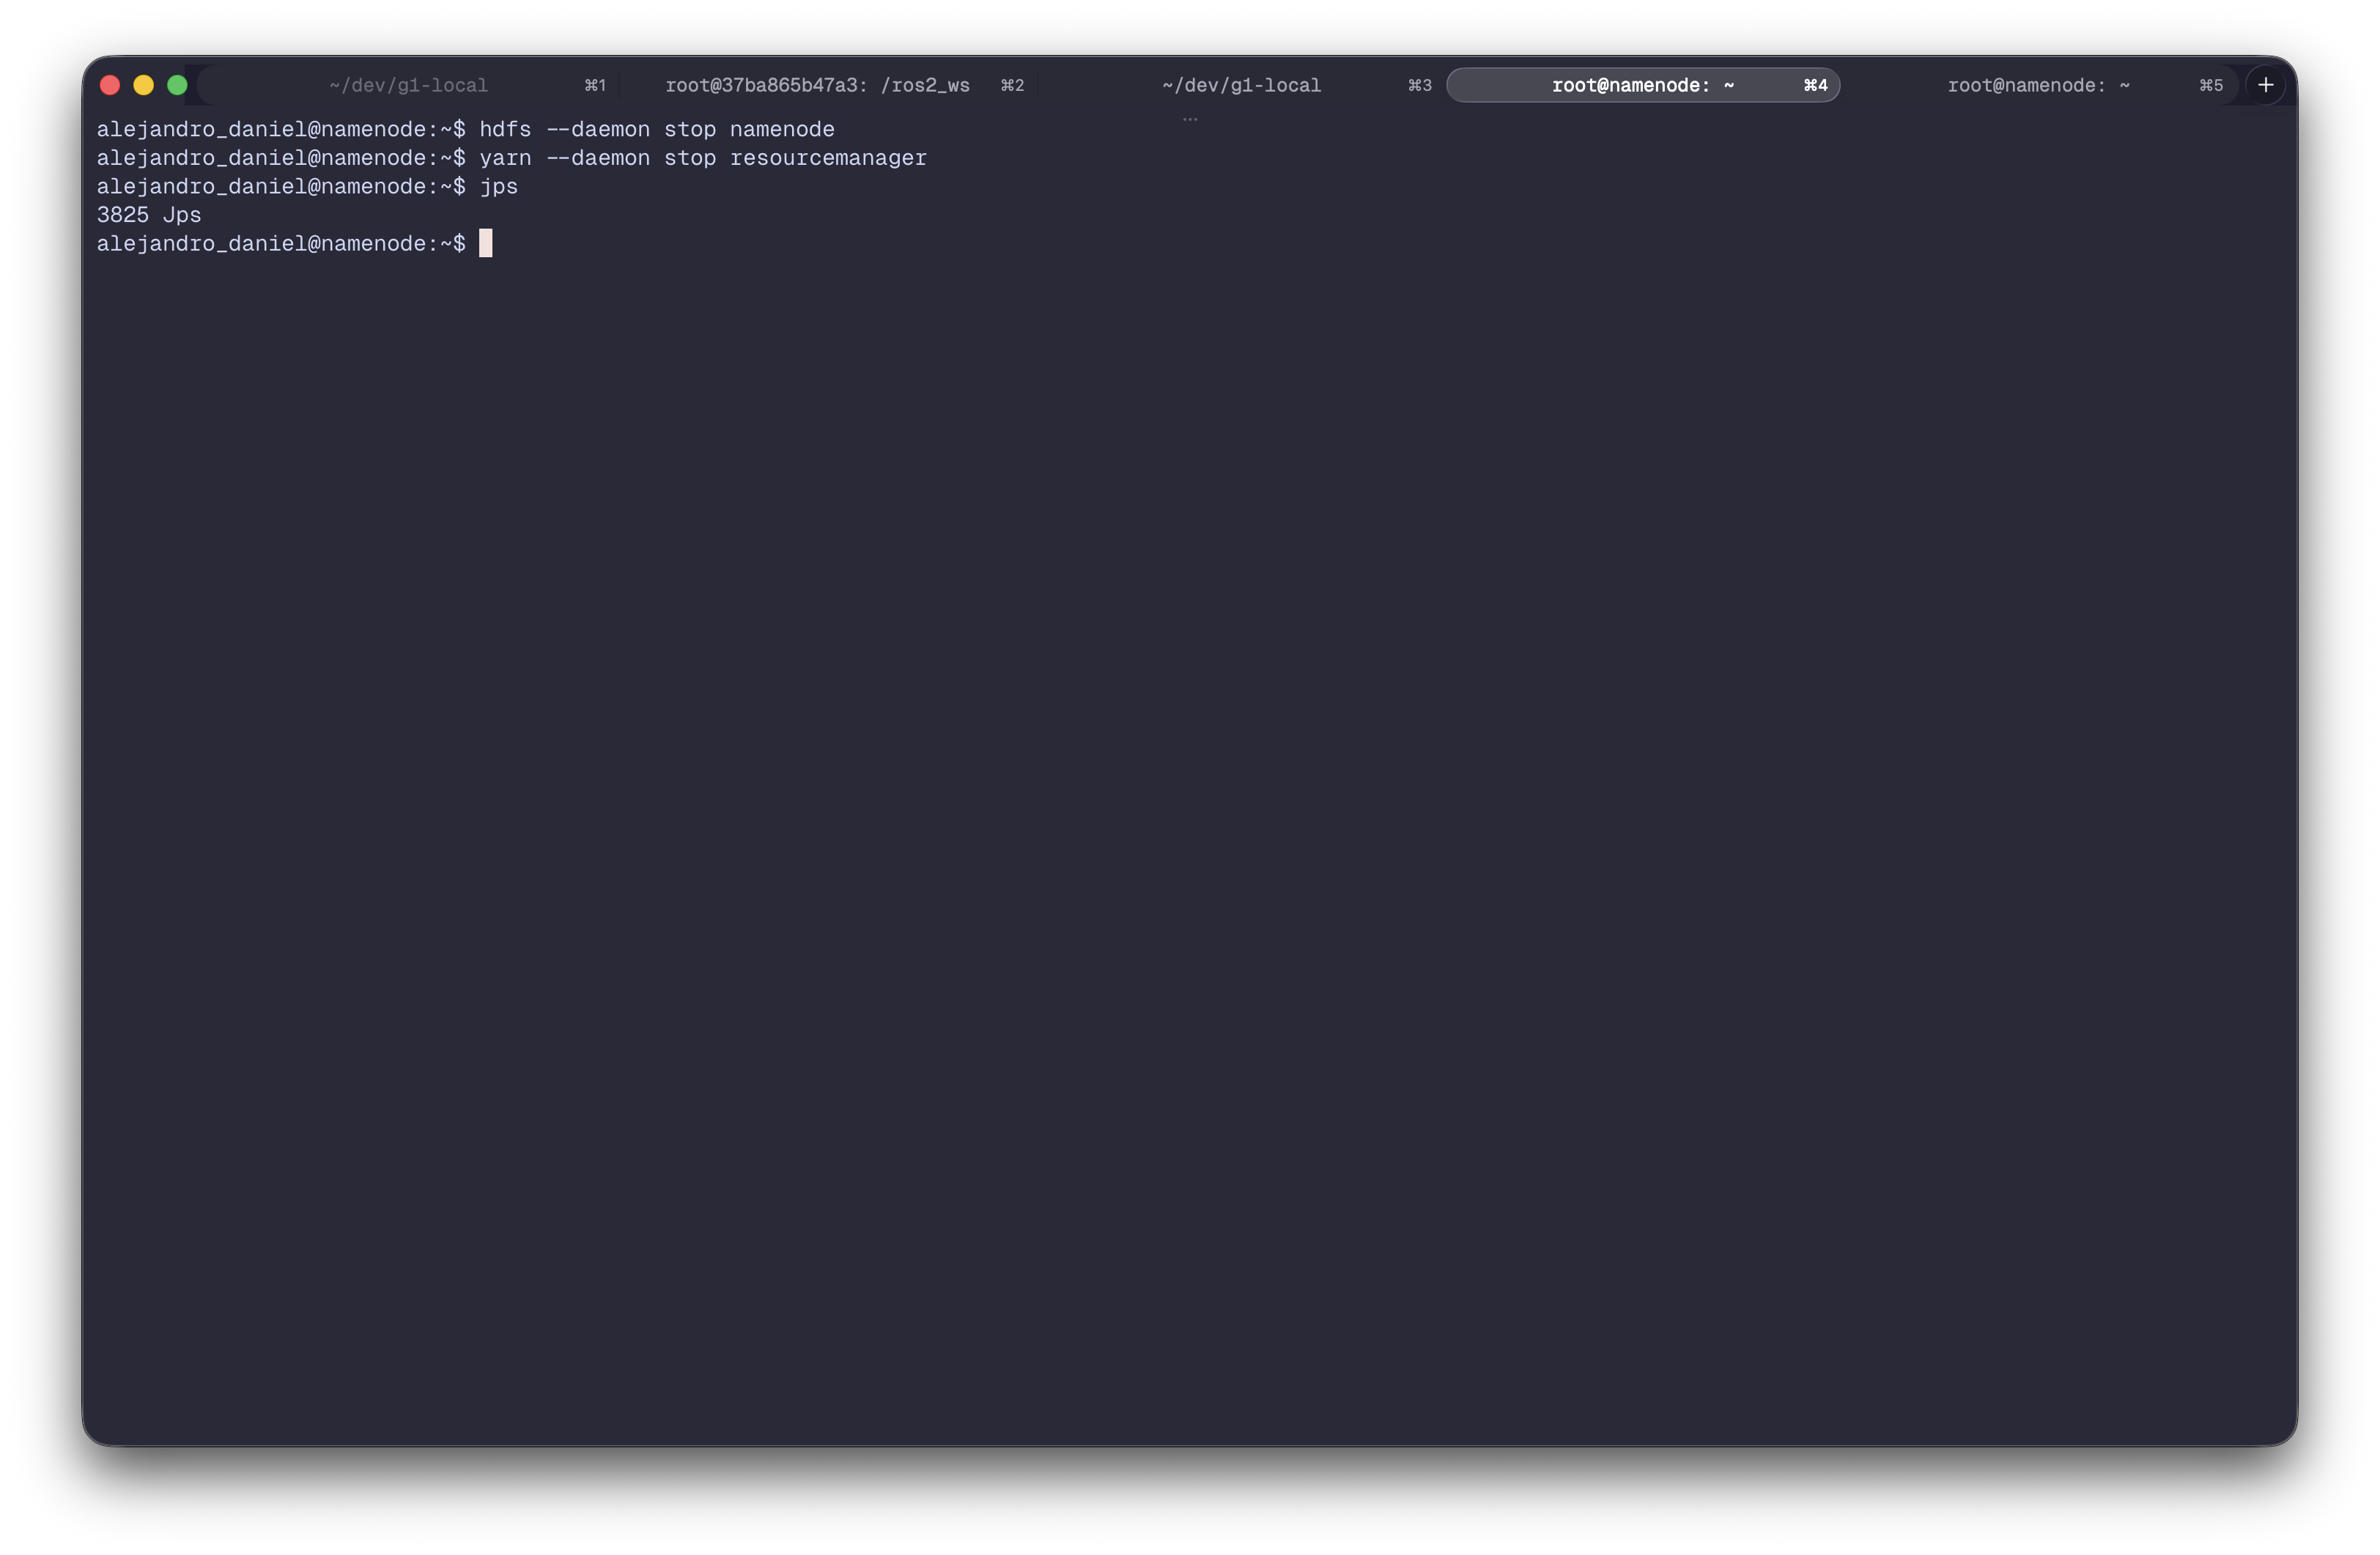 ~/dev/g1-local ⌘1 root@37ba865b47a3: /ros2_ws ⌘2 ~/dev/g1-local ⌘3 root@namenode: ~ ⌘4 root@namenode: ~ ⌘5 +
...
alejandro_daniel@namenode:~$ hdfs --daemon stop namenode
alejandro_daniel@namenode:~$ yarn --daemon stop resourcemanager
alejandro_daniel@namenode:~$ jps
3825 Jps
alejandro_daniel@namenode:~$